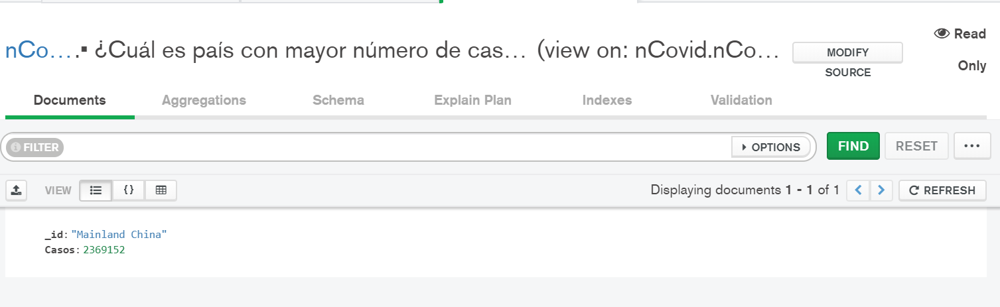 nCo....▪ ¿Cuál es país con mayor número de cas... (view on: nCovid.nCo...
MODIFY SOURCE
Read Only
Documents Aggregations Schema Explain Plan Indexes Validation
FILTER OPTIONS FIND RESET ...
VIEW { } Displaying documents 1 - 1 of 1 REFRESH
_id: "Mainland China"
Casos: 2369152